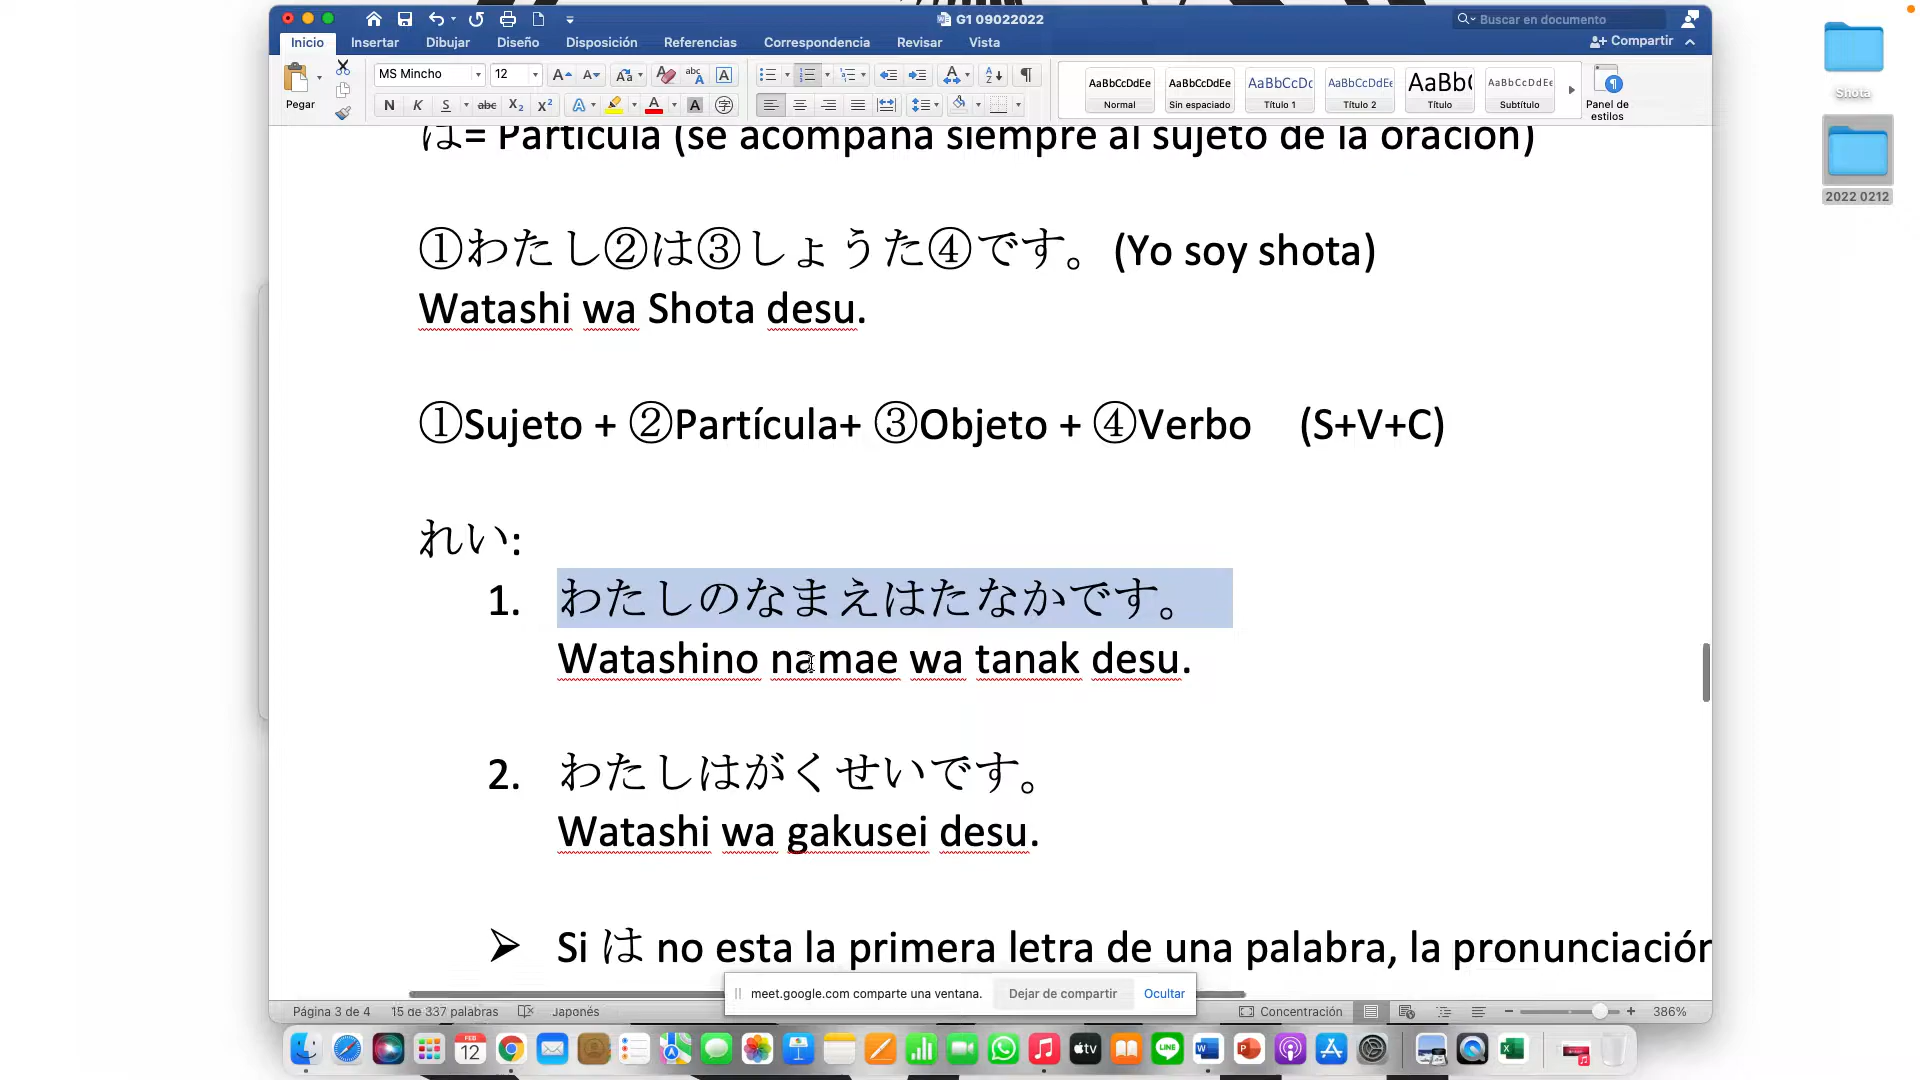 G1 09022022
Buscar en documento
Inicio Insertar Dibujar Diseño Disposición Referencias Correspondencia Revisar Vista
Compartir
Pegar
MS Mincho 12
N K S abc X₂ X²
AaBbCcDdEe AaBbCcDdEe AaBbCcDc AaBbCcDdEe AaBb( AaBbCcDdEe
Normal Sin espaciado Título 1 Título 2 Título Subtítulo
Panel de
estilos
Shota
2022 0212
は= Partícula (se acompaña siempre al sujeto de la oración)
①わたし②は③しょうた④です。(Yo soy shota)
Watashi wa Shota desu.
①Sujeto + ②Partícula+ ③Objeto + ④Verbo (S+V+C)
れい:
1. わたしのなまえはたなかです。
Watashino namae wa tanak desu.
2. わたしはがくせいです。
Watashi wa gakusei desu.
➢ Si は no esta la primera letra de una palabra, la pronunciación
meet.google.com comparte una ventana. Dejar de compartir Ocultar
Página 3 de 4 15 de 337 palabras Japonés Concentración 386%
FEB
12
tv
LINE